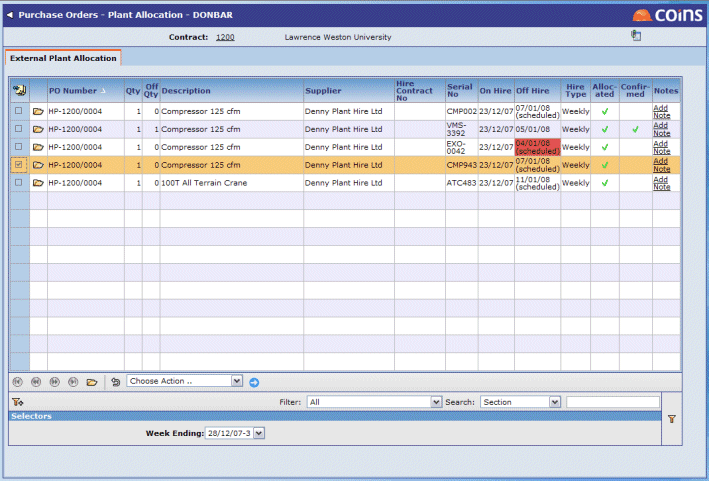 Purchase Orders - Plant Allocation - DONBAR
COINS
Contract: 1200 Lawrence Weston University
External Plant Allocation
PO Number Qty Off Qty Description Supplier Hire Contract No Serial No On Hire Off Hire Hire Type Alloc-ated Confir-med Notes
HP-1200/0004 1 0 Compressor 125 cfm Denny Plant Hire Ltd CMP002 23/12/07 07/01/08 (scheduled) Weekly Add Note
HP-1200/0004 1 1 Compressor 125 cfm Denny Plant Hire Ltd VMS-3392 23/12/07 05/01/08 Weekly Add Note
HP-1200/0004 1 0 Compressor 125 cfm Denny Plant Hire Ltd EXO-0042 23/12/07 04/01/08 (scheduled) Weekly Add Note
HP-1200/0004 1 0 Compressor 125 cfm Denny Plant Hire Ltd CMP943 23/12/07 07/01/08 (scheduled) Weekly Add Note
HP-1200/0004 1 0 100T All Terrain Crane Denny Plant Hire Ltd ATC483 23/12/07 11/01/08 (scheduled) Weekly Add Note
Choose Action ..
Filter: All Search: Section
Selectors
Week Ending: 28/12/07-3